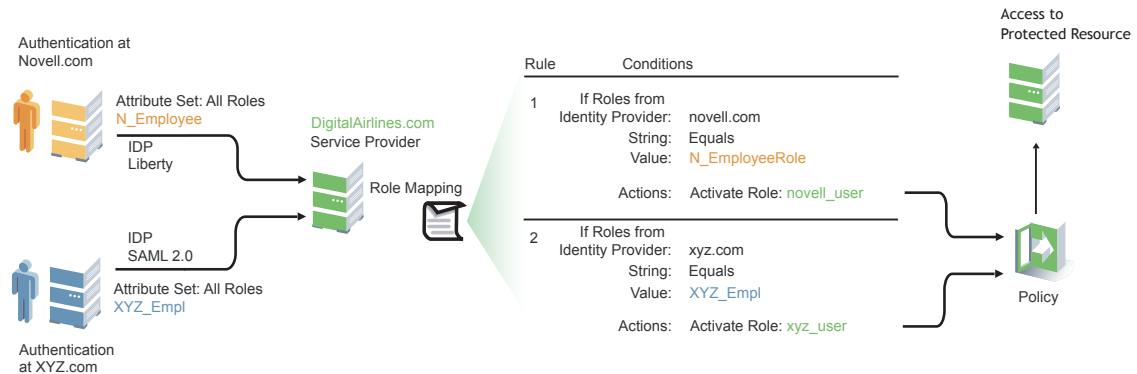 Authentication at
Novell.com
Attribute Set: All Roles
N_Employee
IDP
Liberty
DigitalAirlines.com
Service Provider
Role Mapping
IDP
SAML 2.0
Attribute Set: All Roles
XYZ_Empl
Authentication
at XYZ.com
Rule Conditions
1 If Roles from
Identity Provider: novell.com
String: Equals
Value: N_EmployeeRole
Actions: Activate Role: novell_user
2 If Roles from
Identity Provider: xyz.com
String: Equals
Value: XYZ_Empl
Actions: Activate Role: xyz_user
Access to
Protected Resource
Policy